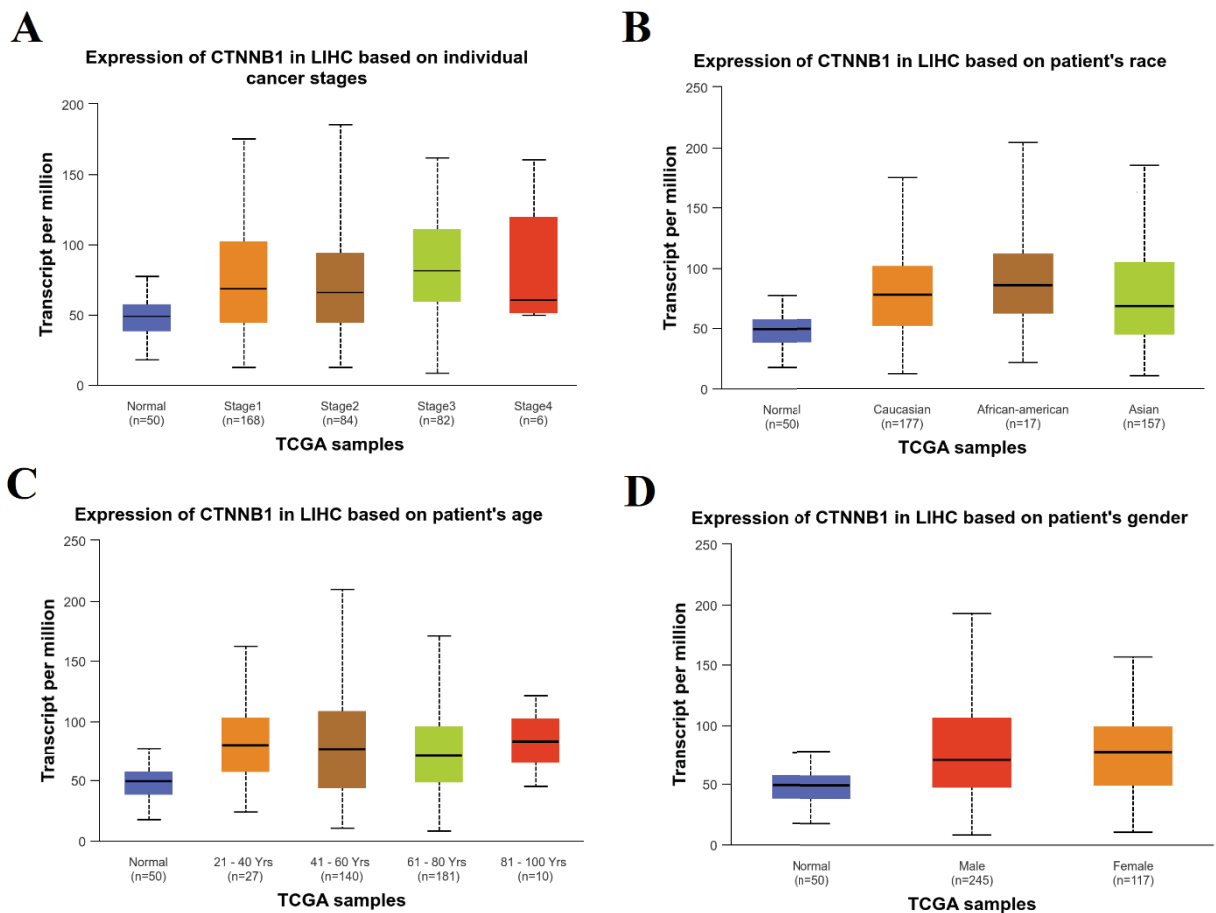 A
Expression of CTNNB1 in LIHC based on individual
cancer stages
Transcript per million
200
150
100
50
0
Normal
(n=50)
Stage1
(n=168)
Stage2
(n=84)
Stage3
(n=82)
Stage4
(n=6)
TCGA samples
B
Expression of CTNNB1 in LIHC based on patient's race
Transcript per million
250
200
150
100
50
0
Normal
(n=50)
Caucasian
(n=177)
African-american
(n=17)
Asian
(n=157)
TCGA samples
C
Expression of CTNNB1 in LIHC based on patient's age
Transcript per million
250
200
150
100
50
0
Normal
(n=50)
21 - 40 Yrs
(n=27)
41 - 60 Yrs
(n=140)
61 - 80 Yrs
(n=181)
81 - 100 Yrs
(n=10)
TCGA samples
D
Expression of CTNNB1 in LIHC based on patient's gender
Transcript per million
250
200
150
100
50
0
Normal
(n=50)
Male
(n=245)
Female
(n=117)
TCGA samples